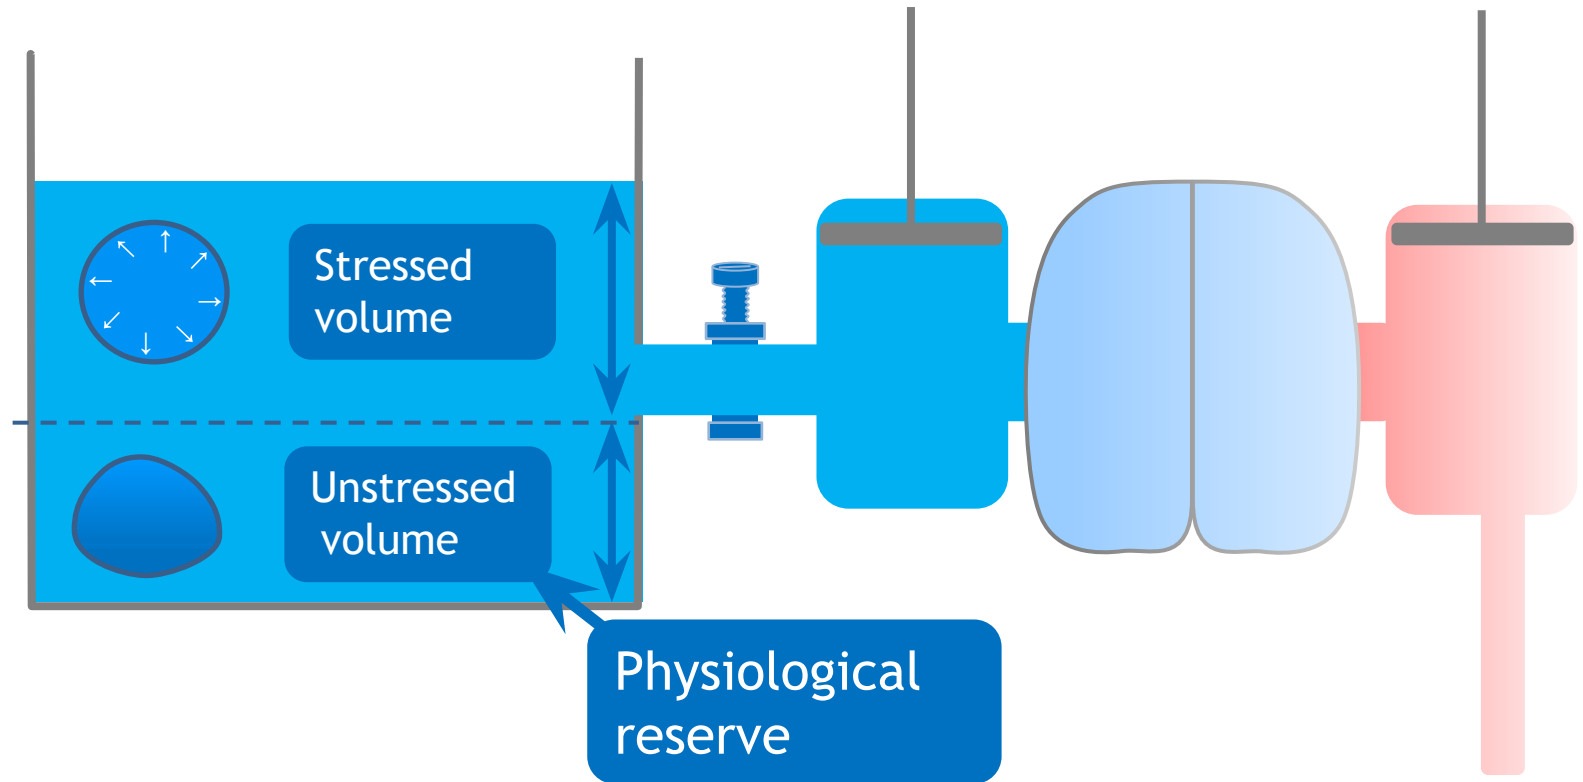 Stressed
volume
Unstressed
volume
Physiological
reserve